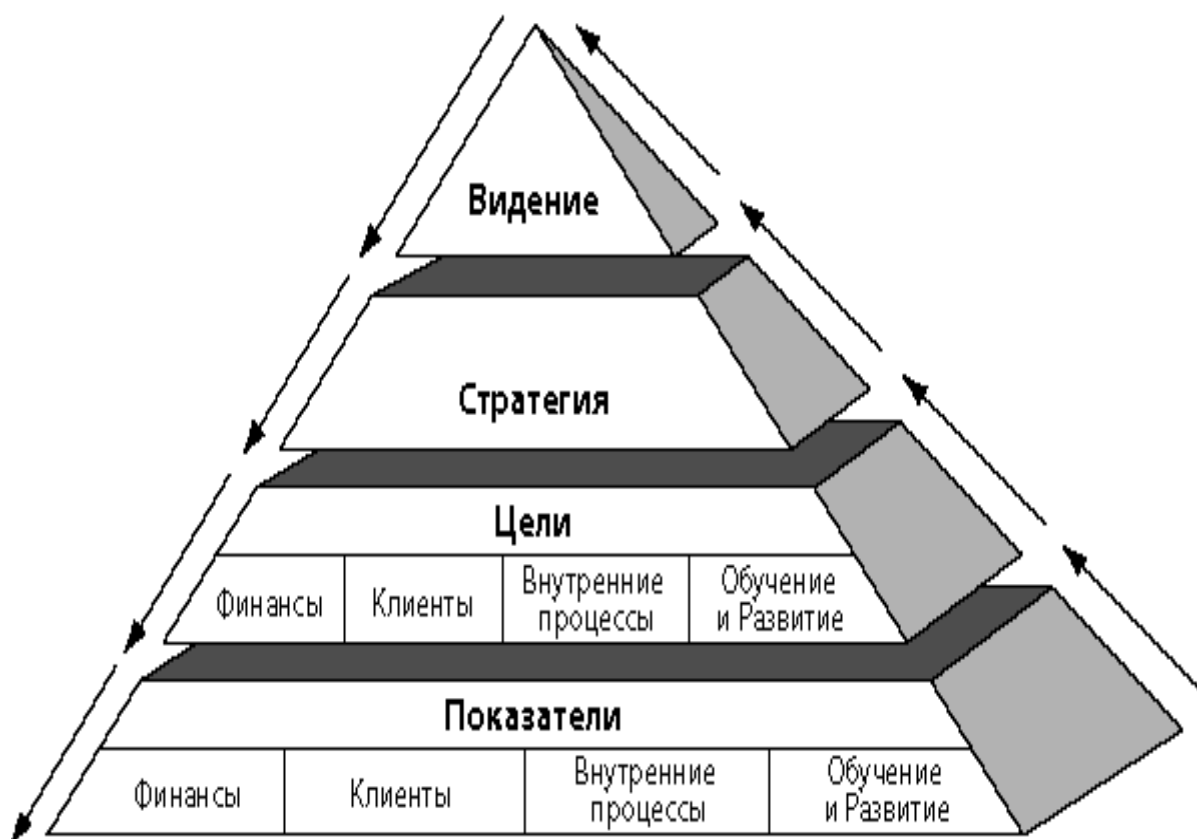 Видение
Стратегия
Цели
Финансы
Клиенты
Внутренние
процессы
Обучение
и Развитие
Показатели
Финансы
Клиенты
Внутренние
процессы
Обучение
и Развитие